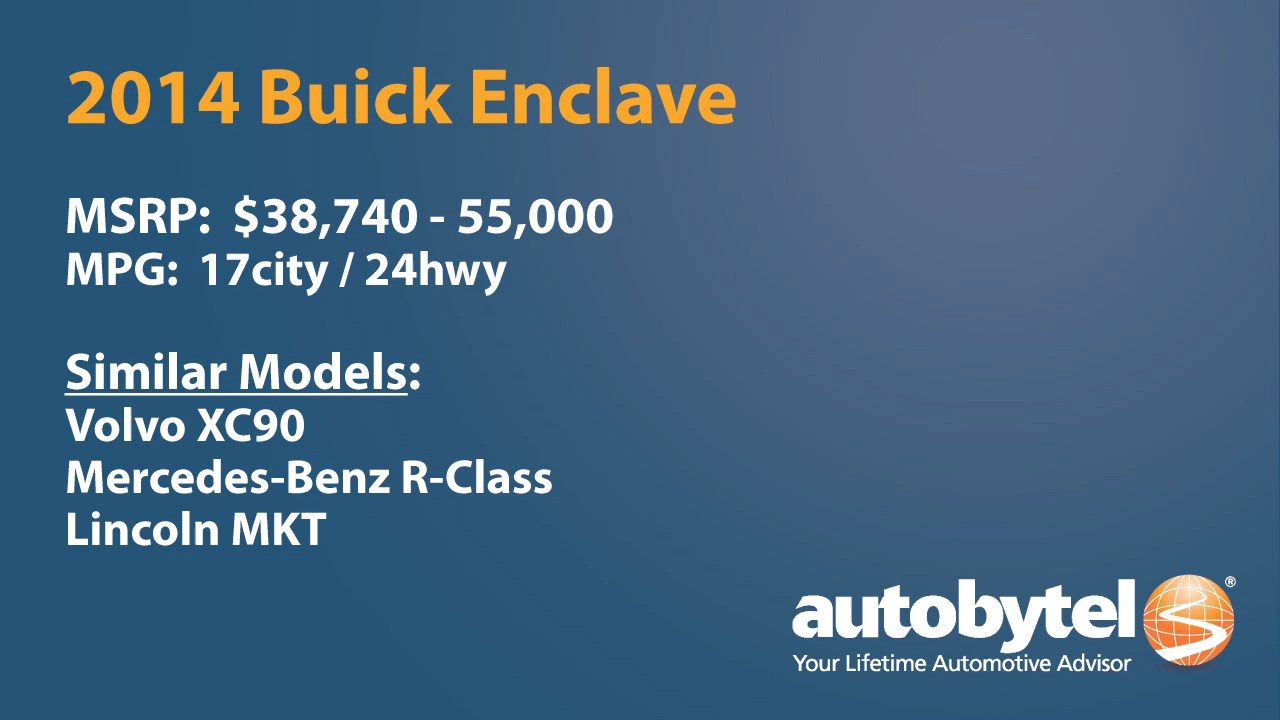 2014 Buick Enclave
MSRP: $38,740 - 55,000
MPG: 17city / 24hwy
Similar Models:
Volvo XC90
Mercedes-Benz R-Class
Lincoln MKT
autobytel®
Your Lifetime Automotive Advisor